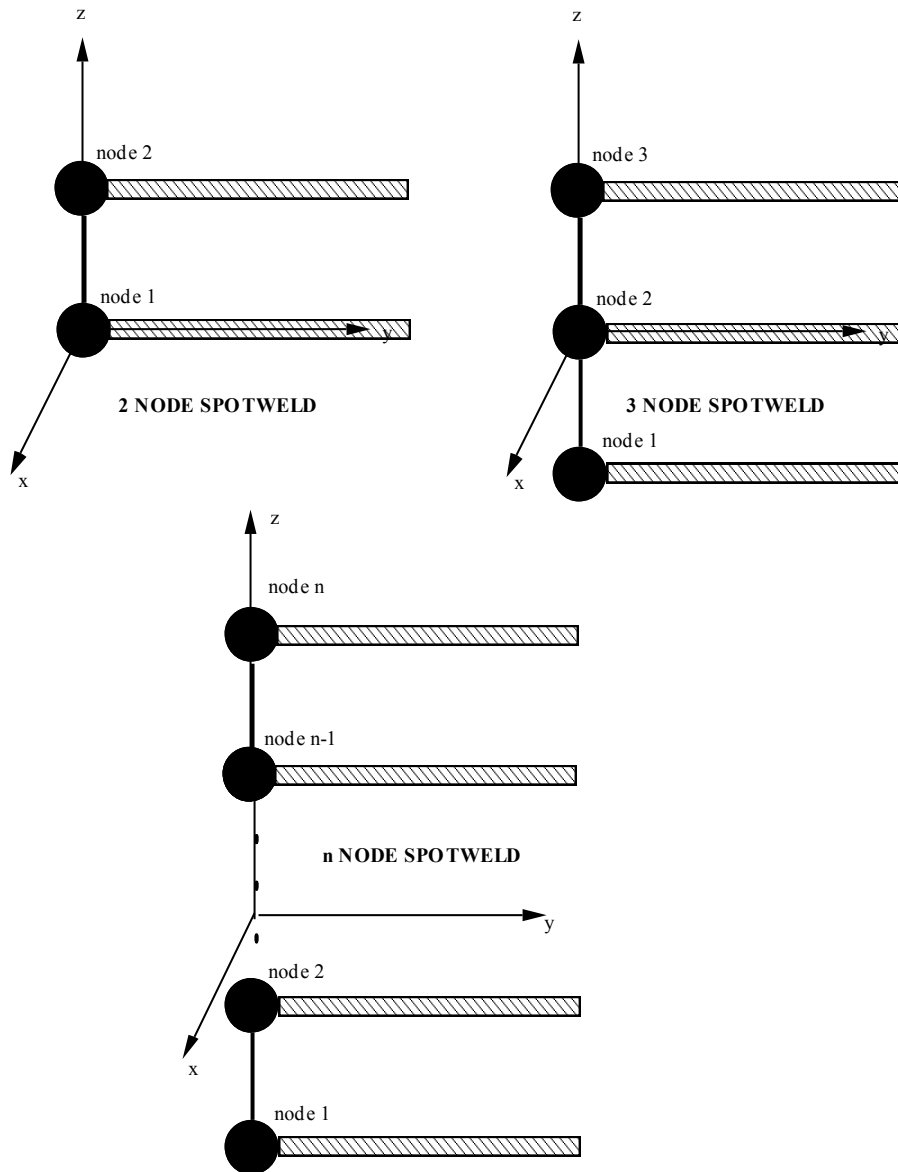 z
node 2
node 1
y
2 NODE SPOTWELD
x
z
node 3
node 2
y
3 NODE SPOTWELD
node 1
x
z
node n
node n-1
n NODE SPOTWELD
y
node 2
x
node 1